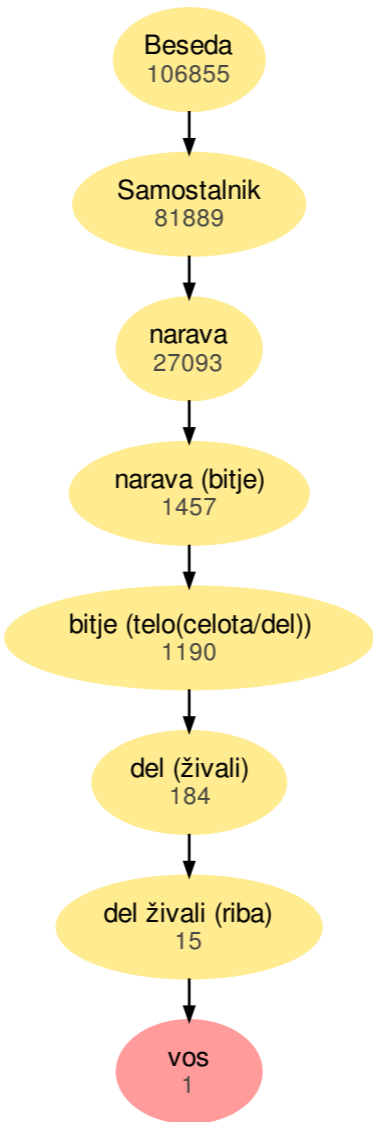 Beseda
106855
Samostalnik
81889
narava
27093
narava (bitje)
1457
bitje (telo(celota/del))
1190
del (živali)
184
del živali (riba)
15
vos
1